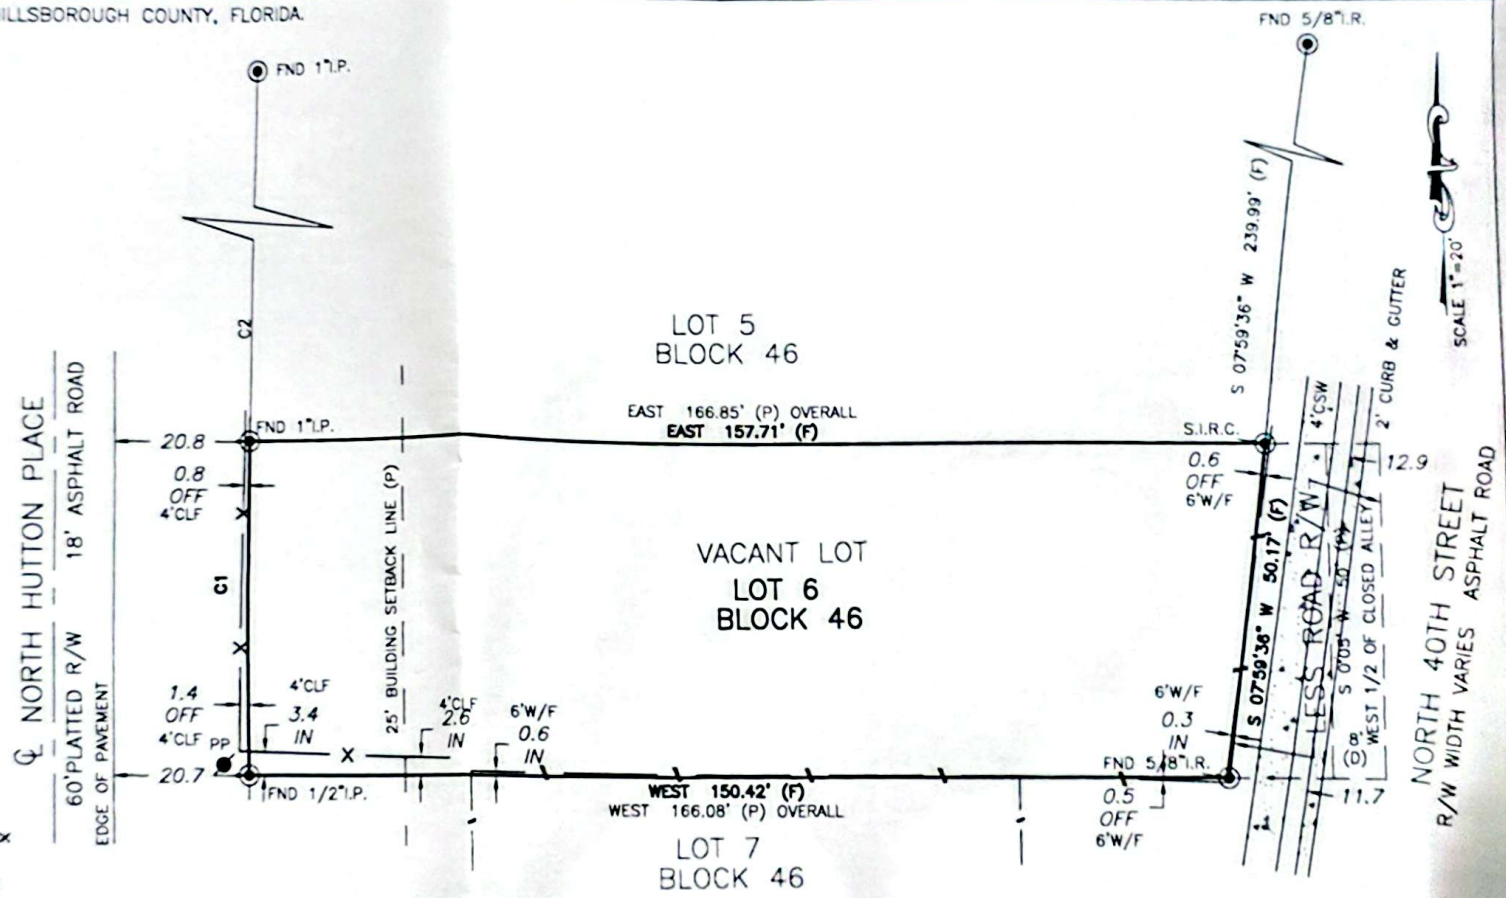 ILLSBOROUGH COUNTY, FLORIDA.
FND 5/8"I.R.
FND 1"I.P.
S 07°59'36" W 239.99' (F)
SCALE 1"=20'
C2
LOT 5
BLOCK 46
2' CURB & GUTTER
℄ NORTH HUTTON PLACE
60'PLATTED R/W 18' ASPHALT ROAD
EDGE OF PAVEMENT
FND 1"I.P.
20.8
EAST 166.85' (P) OVERALL
EAST 157.71' (F)
S.I.R.C.
4'CSW
0.8
OFF
4'CLF
0.6
OFF
6'W/F
12.9
25' BUILDING SETBACK LINE (P)
X
C1
X
VACANT LOT
LOT 6
BLOCK 46
S 07°59'36" W 50.17' (F)
LESS ROAD R/W
S 0°05' W 50' (P)
WEST 1/2 OF CLOSED ALLEY
NORTH 40TH STREET
R/W WIDTH VARIES ASPHALT ROAD
1.4
OFF
4'CLF
PP
4'CLF
3.4
IN
X
4'CLF
2.6
IN
6'W/F
0.6
IN
6'W/F
0.3
IN
8'
(D)
20.7
FND 1/2"I.P.
FND 5/8"I.R.
WEST 150.42' (F)
WEST 166.08' (P) OVERALL
0.5
OFF
6'W/F
11.7
X
LOT 7
BLOCK 46